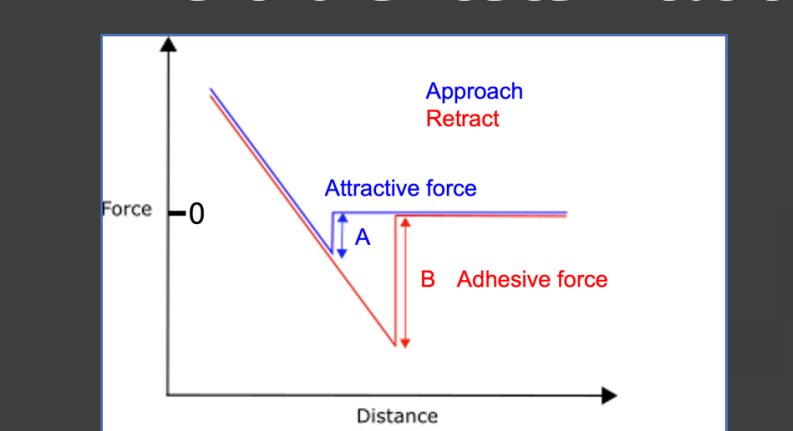 Approach
Retract
Attractive force
Force
0
A
B Adhesive force
Distance